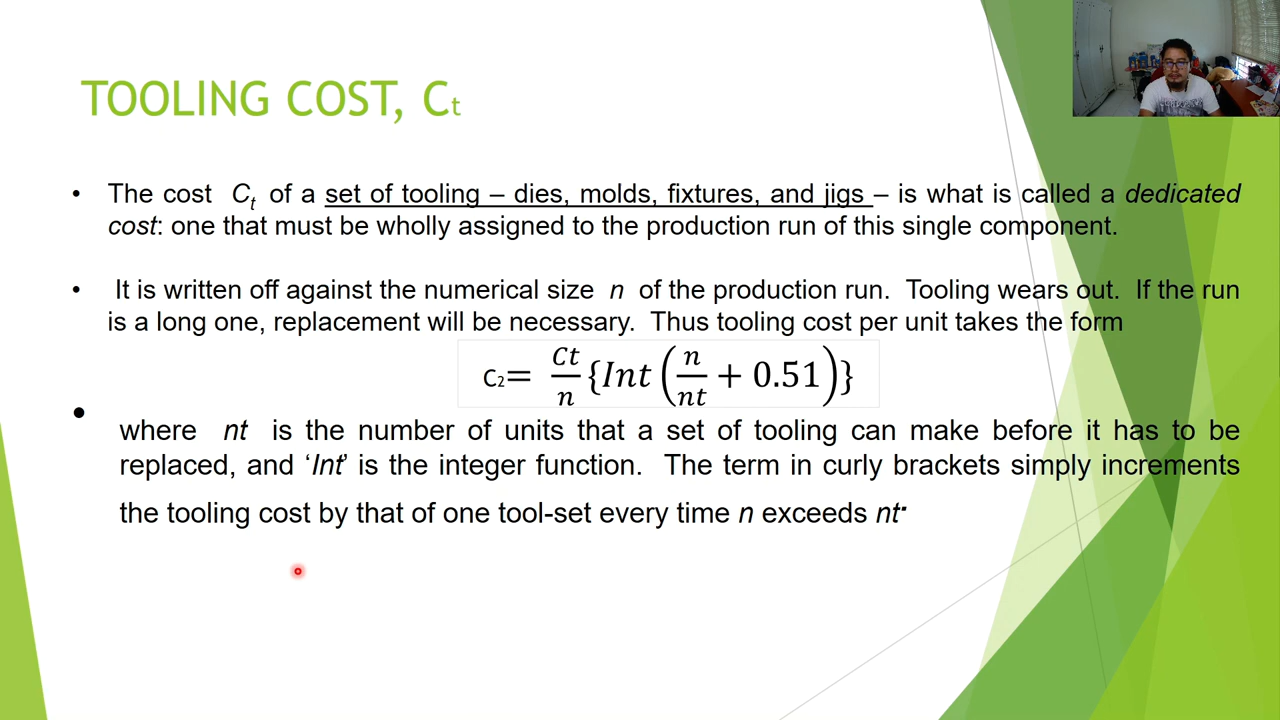 TOOLING COST, Ct
• The cost Ct of a set of tooling – dies, molds, fixtures, and jigs – is what is called a dedicated
cost: one that must be wholly assigned to the production run of this single component.
• It is written off against the numerical size n of the production run. Tooling wears out. If the run
is a long one, replacement will be necessary. Thus tooling cost per unit takes the form
C2= Ct/n {Int (n/nt + 0.51)}
• where nt is the number of units that a set of tooling can make before it has to be
replaced, and ‘Int’ is the integer function. The term in curly brackets simply increments
the tooling cost by that of one tool-set every time n exceeds nt.